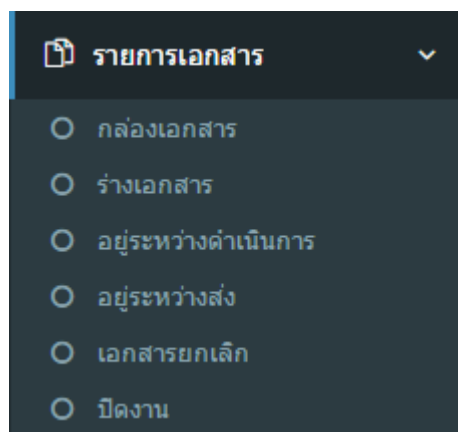 รายการเอกสาร
กล่องเอกสาร
ร่างเอกสาร
อยู่ระหว่างดำเนินการ
อยู่ระหว่างส่ง
เอกสารยกเลิก
ปิดงาน